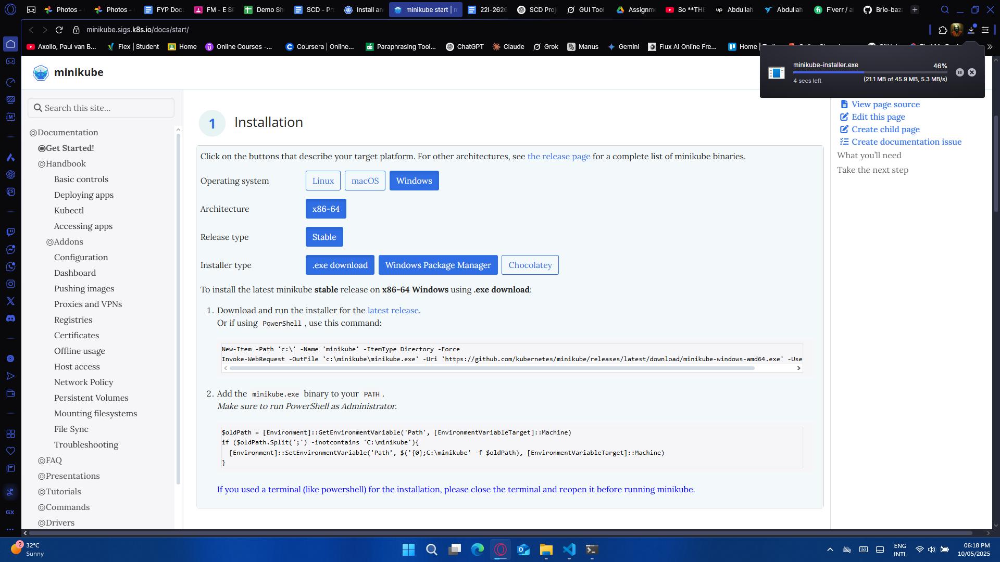 Photos -
Photos -
FYP Docu
FM - E SP
Demo Sh
SCD - Pro
Install an
minikube start | m
22I-2626
SCD Proj
GUI Tool
Assignm
So **THE
Abdullah
Abdullah
Fiverr / a
Brio-baz
minikube.sigs.k8s.io/docs/start/
Axollo, Paul van B...
Flex | Student
Home
Online Courses -...
Coursera | Online...
Paraphrasing Tool...
ChatGPT
Claude
Grok
Manus
Gemini
Flux AI Online Fre...
Home |
minikube-installer.exe
46%
4 secs left
(21.1 MB of 45.9 MB, 5.3 MB/s)
minikube
Search this site...
Documentation
Get Started!
Handbook
Basic controls
Deploying apps
Kubectl
Accessing apps
Addons
Configuration
Dashboard
Pushing images
Proxies and VPNs
Registries
Certificates
Offline usage
Host access
Network Policy
Persistent Volumes
Mounting filesystems
File Sync
Troubleshooting
FAQ
Presentations
Tutorials
Commands
Drivers
1 Installation
Click on the buttons that describe your target platform. For other architectures, see the release page for a complete list of minikube binaries.
Operating system Linux macOS Windows
Architecture x86-64
Release type Stable
Installer type .exe download Windows Package Manager Chocolatey
To install the latest minikube stable release on x86-64 Windows using .exe download:
1. Download and run the installer for the latest release.
Or if using PowerShell, use this command:
New-Item -Path 'c:\' -Name 'minikube' -ItemType Directory -Force
Invoke-WebRequest -OutFile 'c:\minikube\minikube.exe' -Uri 'https://github.com/kubernetes/minikube/releases/latest/download/minikube-windows-amd64.exe' -Use
2. Add the minikube.exe binary to your PATH.
Make sure to run PowerShell as Administrator.
$oldPath = [Environment]::GetEnvironmentVariable('Path', [EnvironmentVariableTarget]::Machine)
if ($oldPath.Split(';') -inotcontains 'C:\minikube'){
[Environment]::SetEnvironmentVariable('Path', $('{0};C:\minikube' -f $oldPath), [EnvironmentVariableTarget]::Machine)
}
If you used a terminal (like powershell) for the installation, please close the terminal and reopen it before running minikube.
View page source
Edit this page
Create child page
Create documentation issue
What you'll need
Take the next step
GX
2
32°C
Sunny
ENG
INTL
06:18 PM
10/05/2025